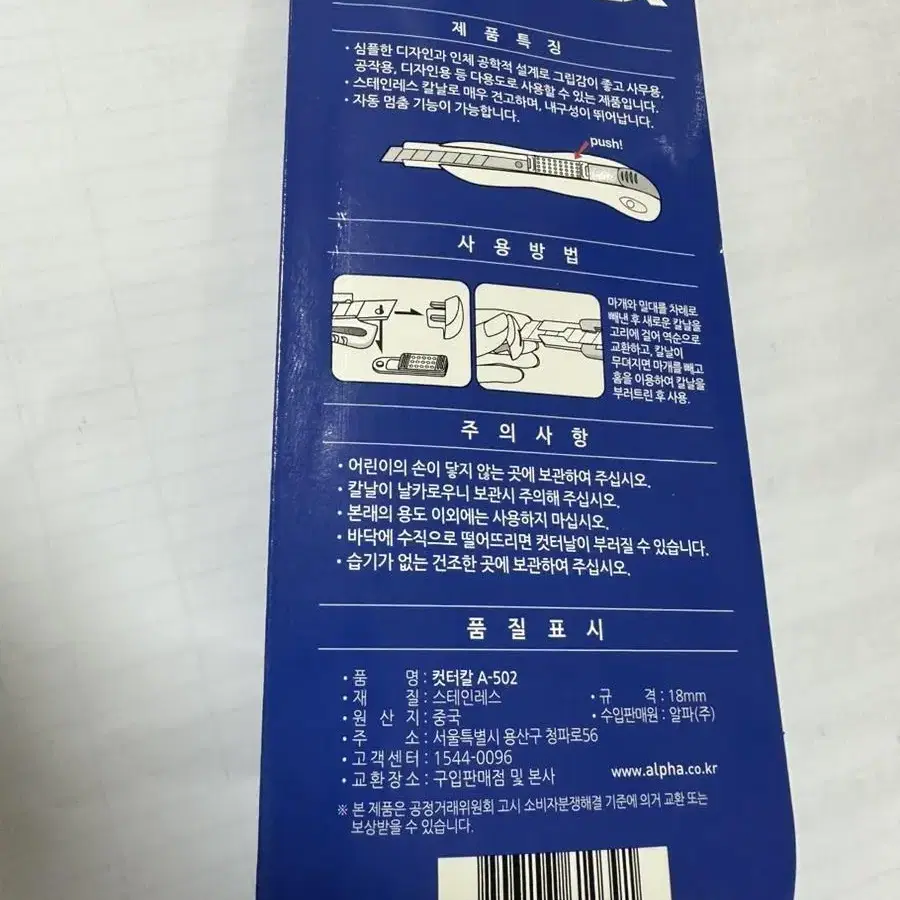 제품특징
· 심플한 디자인과 인체 공학적 설계로 그립감이 좋고 사무용,
공작용, 디자인용 등 다용도로 사용할 수 있는 제품입니다.
· 스테인레스 칼날로 매우 견고하며, 내구성이 뛰어납니다.
· 자동 멈춤 기능이 가능합니다.
push!
사용방법
마개와 밀대를 차례로
빼낸 후 새로운 칼날을
고리에 걸어 역순으로
교환하고, 칼날이
무뎌지면 마개를 빼고
홈을 이용하여 칼날을
부러트린 후 사용.
주의사항
· 어린이의 손이 닿지 않는 곳에 보관하여 주십시오.
· 칼날이 날카로우니 보관시 주의해 주십시오.
· 본래의 용도 이외에는 사용하지 마십시오.
· 바닥에 수직으로 떨어뜨리면 컷터날이 부러질 수 있습니다.
· 습기가 없는 건조한 곳에 보관하여 주십시오.
품질표시
· 품 명 : 컷터칼 A-502
· 재 질 : 스테인레스 · 규 격 : 18mm
· 원 산 지 : 중국 · 수입판매원 : 알파(주)
· 주 소 : 서울특별시 용산구 청파로56
· 고객센터 : 1544-0096
· 교환장소 : 구입판매점 및 본사 www.alpha.co.kr
※ 본 제품은 공정거래위원회 고시 소비자분쟁해결 기준에 의거 교환 또는
보상받을 수 있습니다.